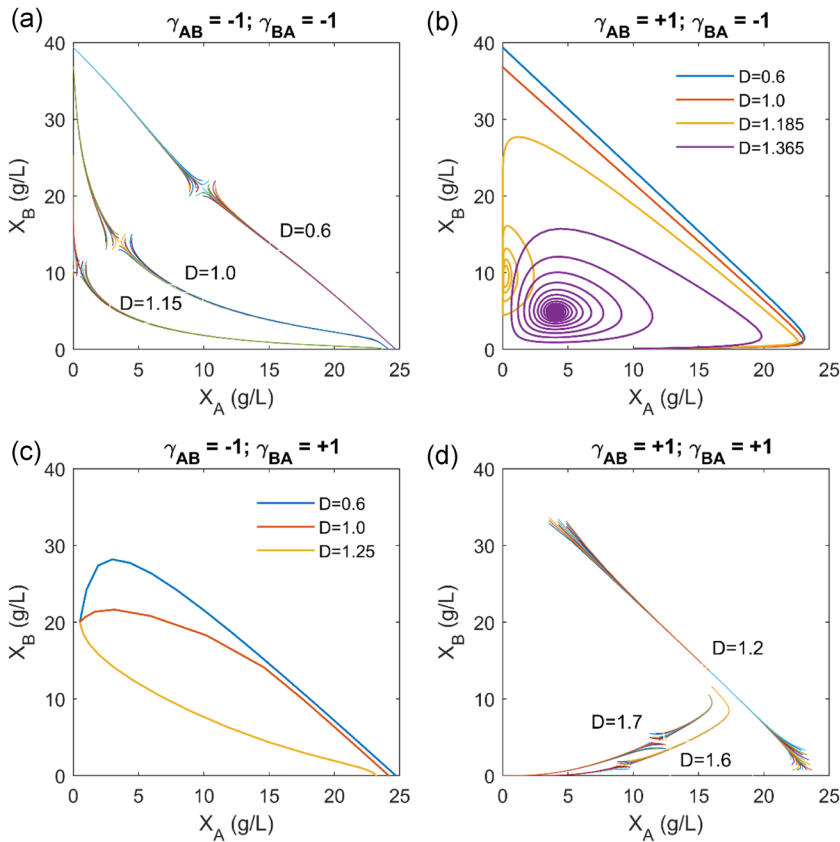 (a)
γAB = -1; γBA = -1
40
30
20
10
0
0 5 10 15 20 25
XB (g/L)
XA (g/L)
D=0.6
D=1.0
D=1.15
(b)
γAB = +1; γBA = -1
40
30
20
10
0
0 5 10 15 20 25
XB (g/L)
XA (g/L)
D=0.6
D=1.0
D=1.185
D=1.365
(c)
γAB = -1; γBA = +1
40
30
20
10
0
0 5 10 15 20 25
XB (g/L)
XA (g/L)
D=0.6
D=1.0
D=1.25
(d)
γAB = +1; γBA = +1
40
30
20
10
0
0 5 10 15 20 25
XB (g/L)
XA (g/L)
D=1.2
D=1.7
D=1.6